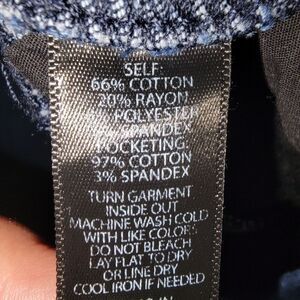 SELF
66% COTTON
20% RAYON
POLYESTER
SPANDEX
POCKETING:
97% COTTON
3% SPANDEX
TURN GARMENT
INSIDE OUT
MACHINE WASH COLD
WITH LIKE COLORS
DO NOT BLEACH
LAY FLAT TO DRY
OR LINE DRY
COOL IRON IF NEEDED